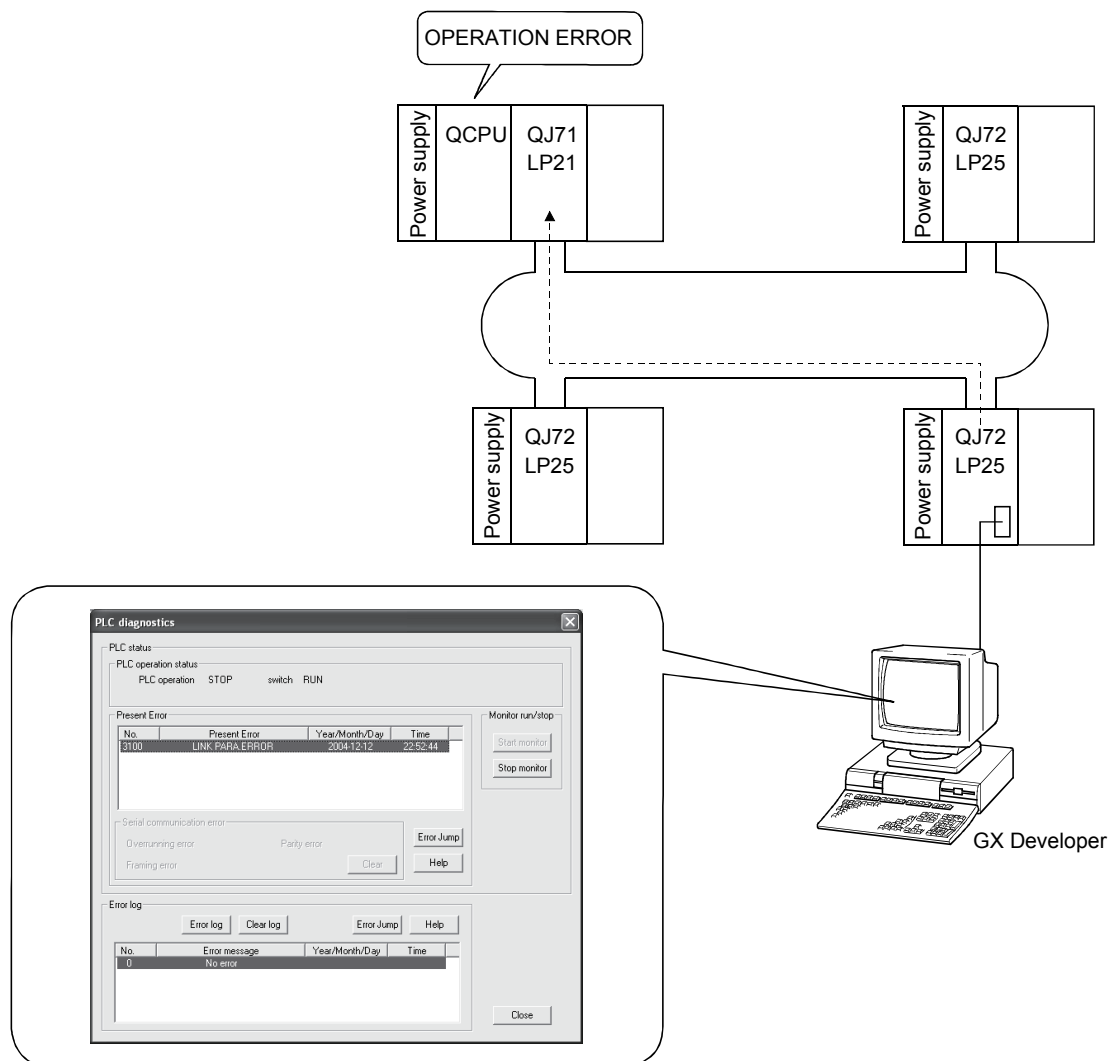 OPERATION ERROR
Power supply
QCPU
QJ71
LP21
Power supply
QJ72
LP25
Power supply
QJ72
LP25
Power supply
QJ72
LP25
GX Developer
PLC diagnostics
PLC status
PLC operation status
PLC operation STOP switch RUN
Present Error
No. Present Error Year/Month/Day Time
3100 LINK PARA.ERROR 2004-12-12 22:52:44
Monitor run/stop
Start monitor
Stop monitor
Serial communication error
Overrunning error Parity error
Framing error Clear
Error Jump
Help
Error log
Error log Clear log Error Jump Help
No. Error message Year/Month/Day Time
0 No error
Close